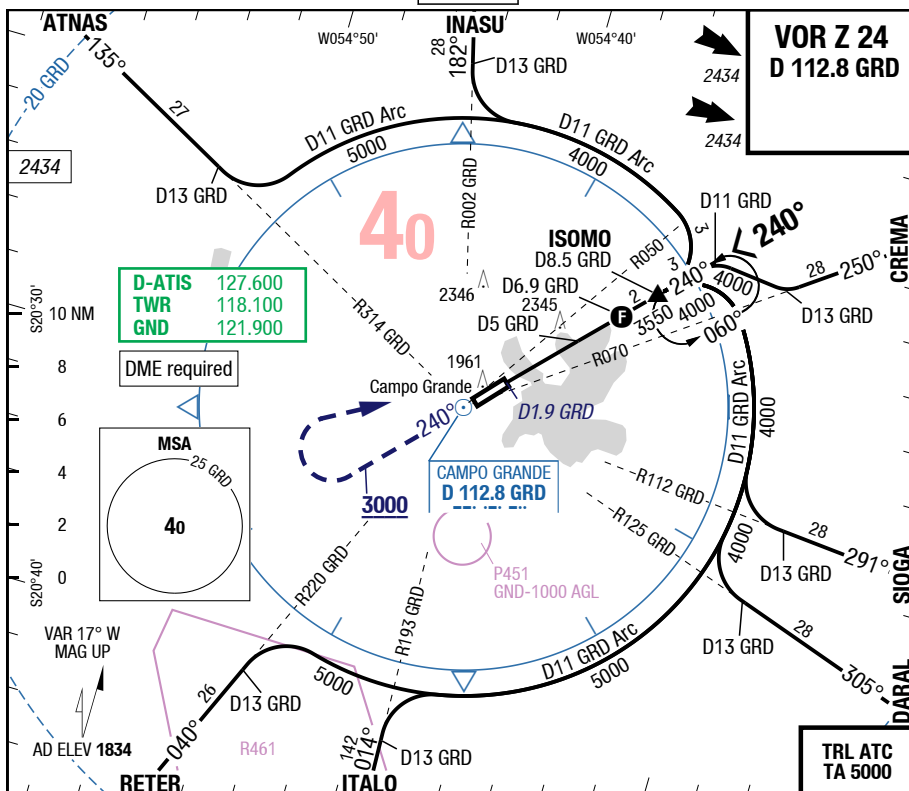 ATNAS
INASU
W054°50'
W054°40'
VOR Z 24
D 112.8 GRD
135°
28
182°
D13 GRD
2434
20 GRD
27
D11 GRD Arc
5000
D11 GRD Arc
4000
2434
2434
D13 GRD
R002 GRD
40
D11 GRD
240°
CREMA
ISOMO
D8.5 GRD
R050
3
3
240°
4000
28
250°
D-ATIS 127.600
TWR 118.100
GND 121.900
S20°30'
10 NM
2346
D6.9 GRD
2345
2
F
3550
4000
060°
D13 GRD
R314 GRD
D5 GRD
R070
8
DME required
1961
Campo Grande
D1.9 GRD
6
240°
D11 GRD Arc
4000
MSA
25 GRD
40
4
3000
CAMPO GRANDE
D 112.8 GRD
R112 GRD
R125 GRD
2
28
291°
SIOGA
4000
D13 GRD
0
S20°40'
R220 GRD
P451
GND-1000 AGL
R193 GRD
VAR 17° W
MAG UP
28
D13 GRD
305°
DARAL
D11 GRD Arc
5000
5000
26
D13 GRD
040°
R461
142
014°
D13 GRD
AD ELEV 1834
RETER
ITALO
TRL ATC
TA 5000